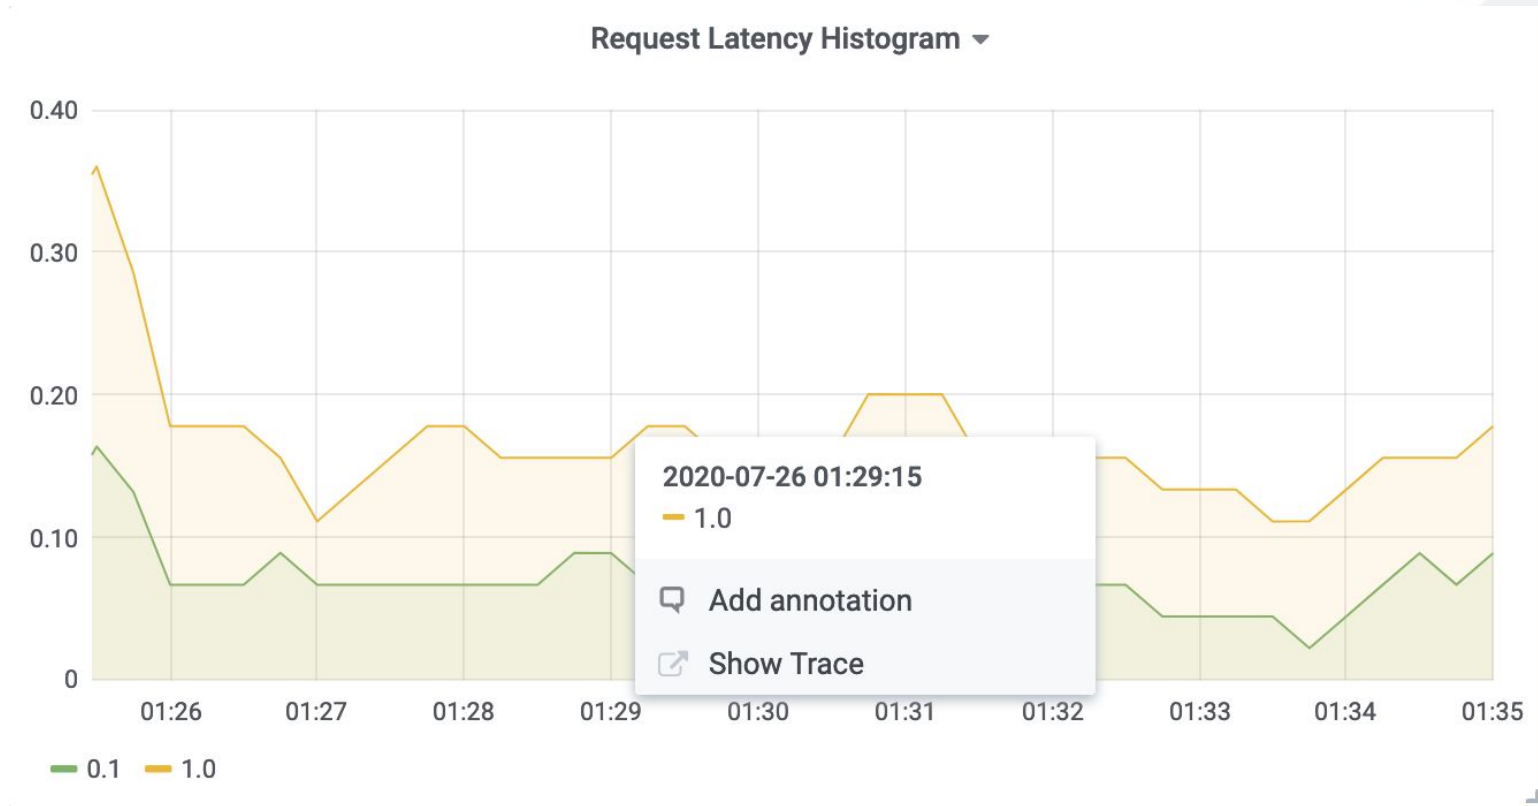 Request Latency Histogram
0.40
0.30
0.20
0.10
0
2020-07-26 01:29:15
1.0
Add annotation
Show Trace
01:26 01:27 01:28 01:29 01:30 01:31 01:32 01:33 01:34 01:35
0.1 1.0